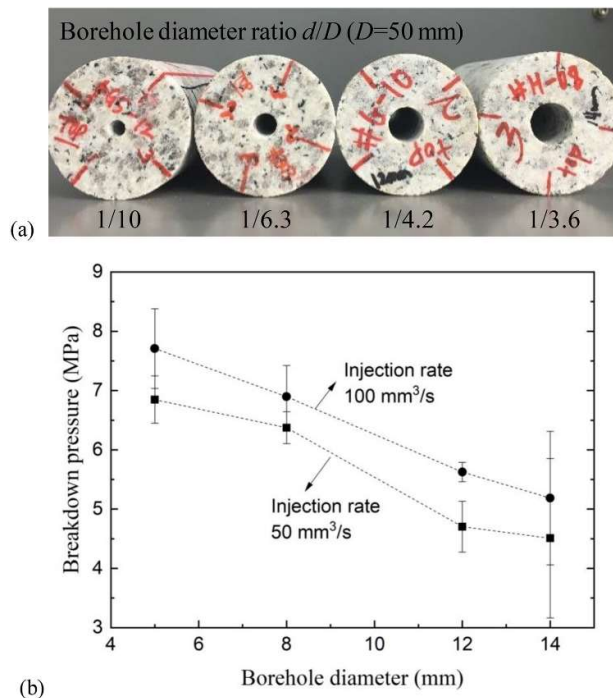 Borehole diameter ratio d/D (D=50 mm)
(a)
1/10 1/6.3 1/4.2 1/3.6
9
8
7
6
5
4
3
Breakdown pressure (MPa)
Injection rate
100 mm³/s
Injection rate
50 mm³/s
4 6 8 10 12 14
Borehole diameter (mm)
(b)